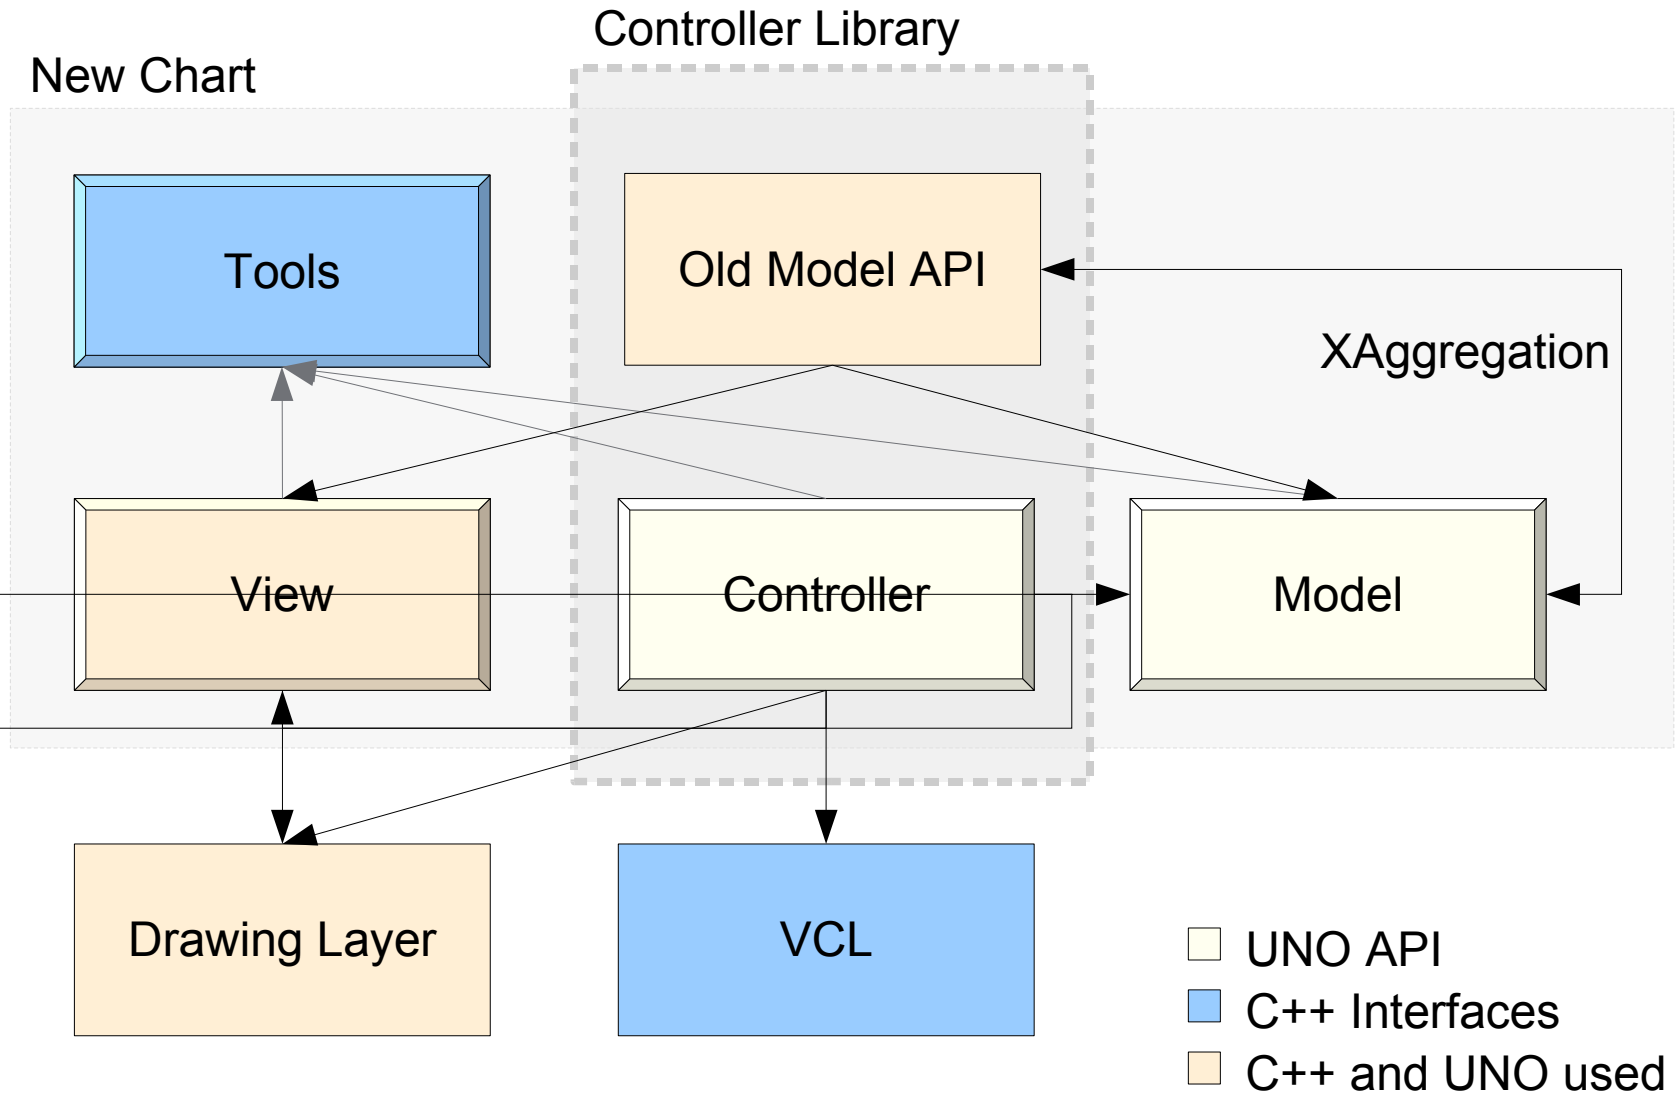 Controller Library
New Chart
Tools
Old Model API
XAggregation
View
Controller
Model
Drawing Layer
VCL
UNO API
C++ Interfaces
C++ and UNO used